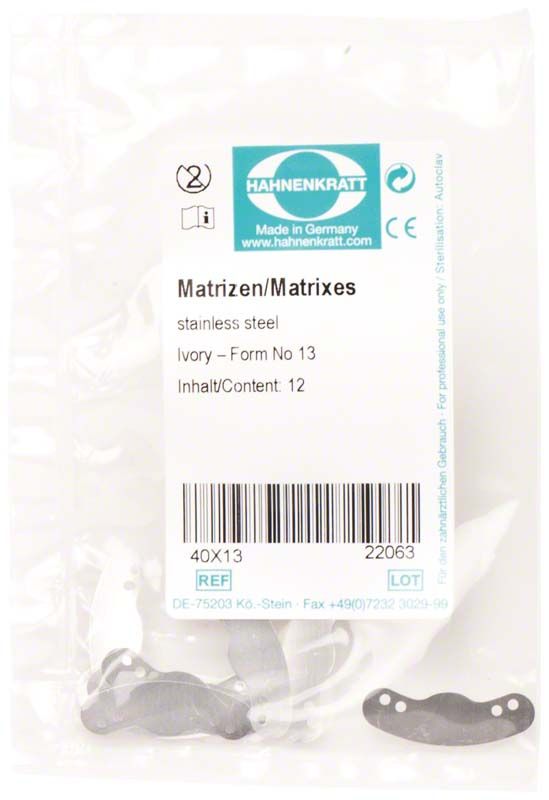 2
i
HAHNENKRATT
Made in Germany
www.hahnenkratt.com
CE
Matrizen/Matrixes
stainless steel
Ivory – Form No 13
Inhalt/Content: 12
40X13 22063
REF LOT
DE-75203 Kö.-Stein · Fax +49(0)7232 3029-99
Für den zahnärztlichen Gebrauch · For professional use only / Sterilisation: Autoclav